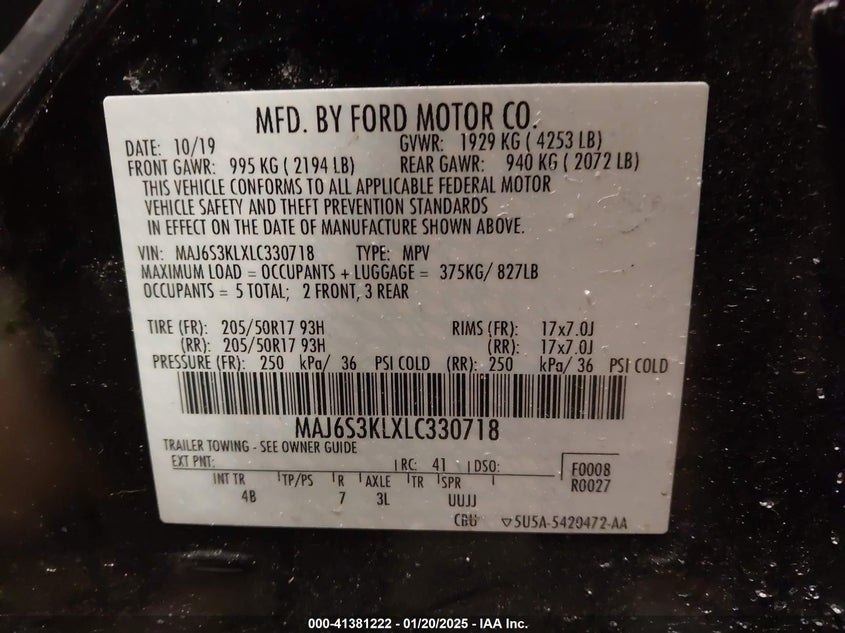 MFD. BY FORD MOTOR CO.
DATE: 10/19 GVWR: 1929 KG ( 4253 LB)
FRONT GAWR: 995 KG ( 2194 LB) REAR GAWR: 940 KG ( 2072 LB)
THIS VEHICLE CONFORMS TO ALL APPLICABLE FEDERAL MOTOR
VEHICLE SAFETY AND THEFT PREVENTION STANDARDS
IN EFFECT ON THE DATE OF MANUFACTURE SHOWN ABOVE.
VIN: MAJ6S3KLXLC330718 TYPE: MPV
MAXIMUM LOAD = OCCUPANTS + LUGGAGE = 375KG/ 827LB
OCCUPANTS = 5 TOTAL; 2 FRONT, 3 REAR
TIRE (FR): 205/50R17 93H RIMS (FR): 17x7.0J
(RR): 205/50R17 93H (RR): 17x7.0J
PRESSURE (FR): 250 kPa/ 36 PSI COLD (RR): 250 kPa/ 36 PSI COLD
MAJ6S3KLXLC330718
TRAILER TOWING - SEE OWNER GUIDE
EXT PNT: RC: 41 DSO: F0008
R0027
INT TR TP/PS R AXLE TR SPR
4B 7 3L UUJJ
CBU ▽5U5A-5420472-AA
000-41381222 - 01/20/2025 - IAA Inc.